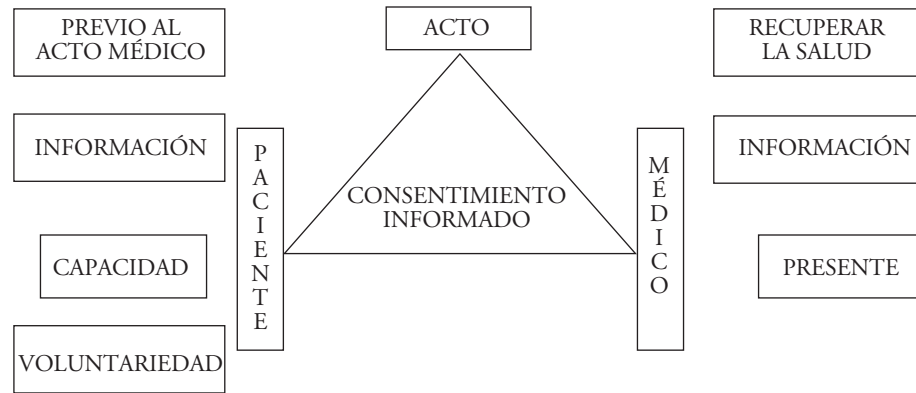 PREVIO AL
ACTO MÉDICO
ACTO
RECUPERAR
LA SALUD
INFORMACIÓN
PACIENTE
CONSENTIMIENTO
INFORMADO
MÉDICO
INFORMACIÓN
CAPACIDAD
PRESENTE
VOLUNTARIEDAD